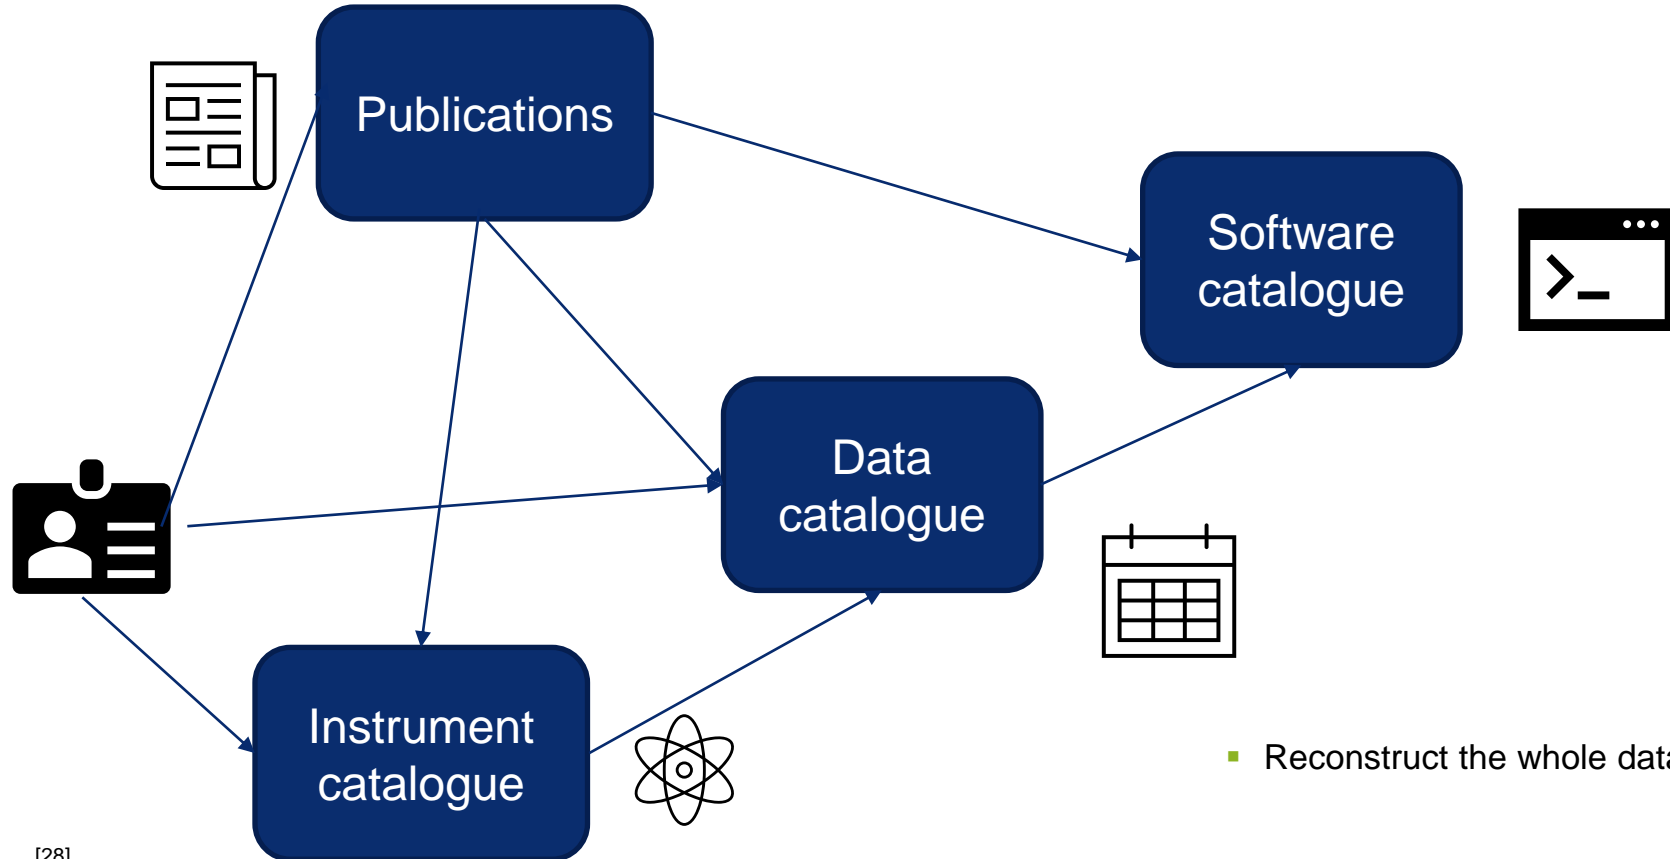 Publications
Software
catalogue
Data
catalogue
Instrument
catalogue
Reconstruct the whole data
[28]